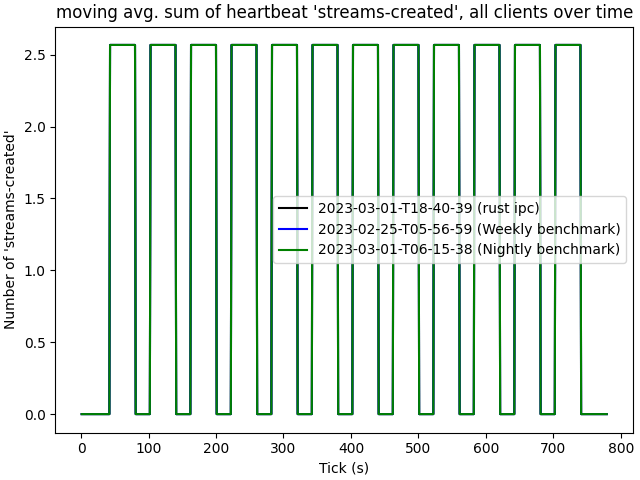 moving avg. sum of heartbeat 'streams-created', all clients over time
Number of 'streams-created'
2.5
2.0
1.5
1.0
0.5
0.0
2023-03-01-T18-40-39 (rust ipc)
2023-02-25-T05-56-59 (Weekly benchmark)
2023-03-01-T06-15-38 (Nightly benchmark)
0 100 200 300 400 500 600 700 800
Tick (s)